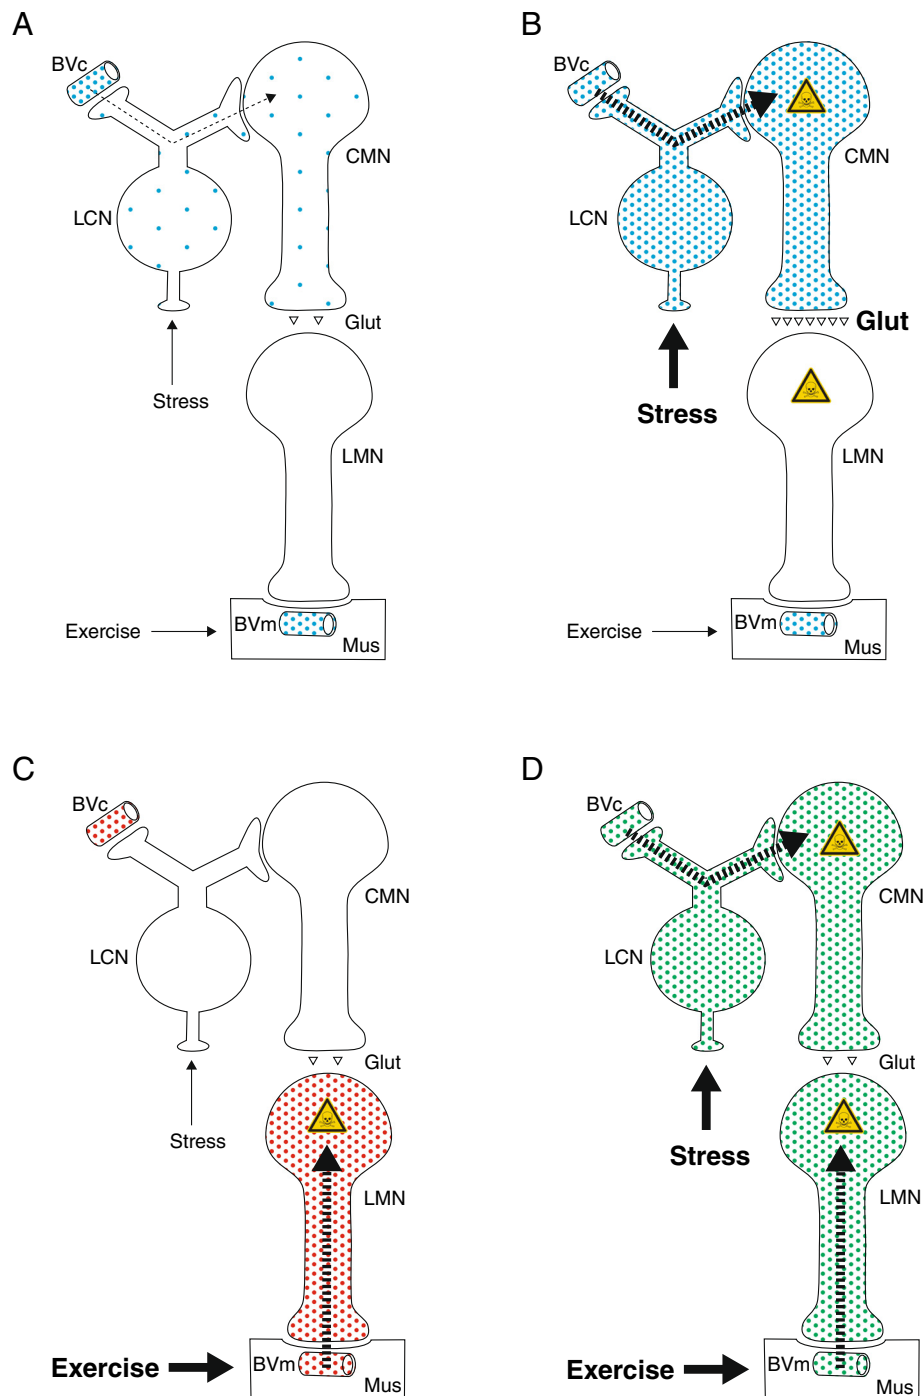 A
BVc
CMN
LCN
Glut
Stress
LMN
Exercise
BVm
Mus
B
BVc
CMN
LCN
Glut
Stress
LMN
Exercise
BVm
Mus
C
BVc
CMN
LCN
Glut
Stress
LMN
Exercise
BVm
Mus
D
BVc
CMN
LCN
Glut
Stress
LMN
Exercise
BVm
Mus